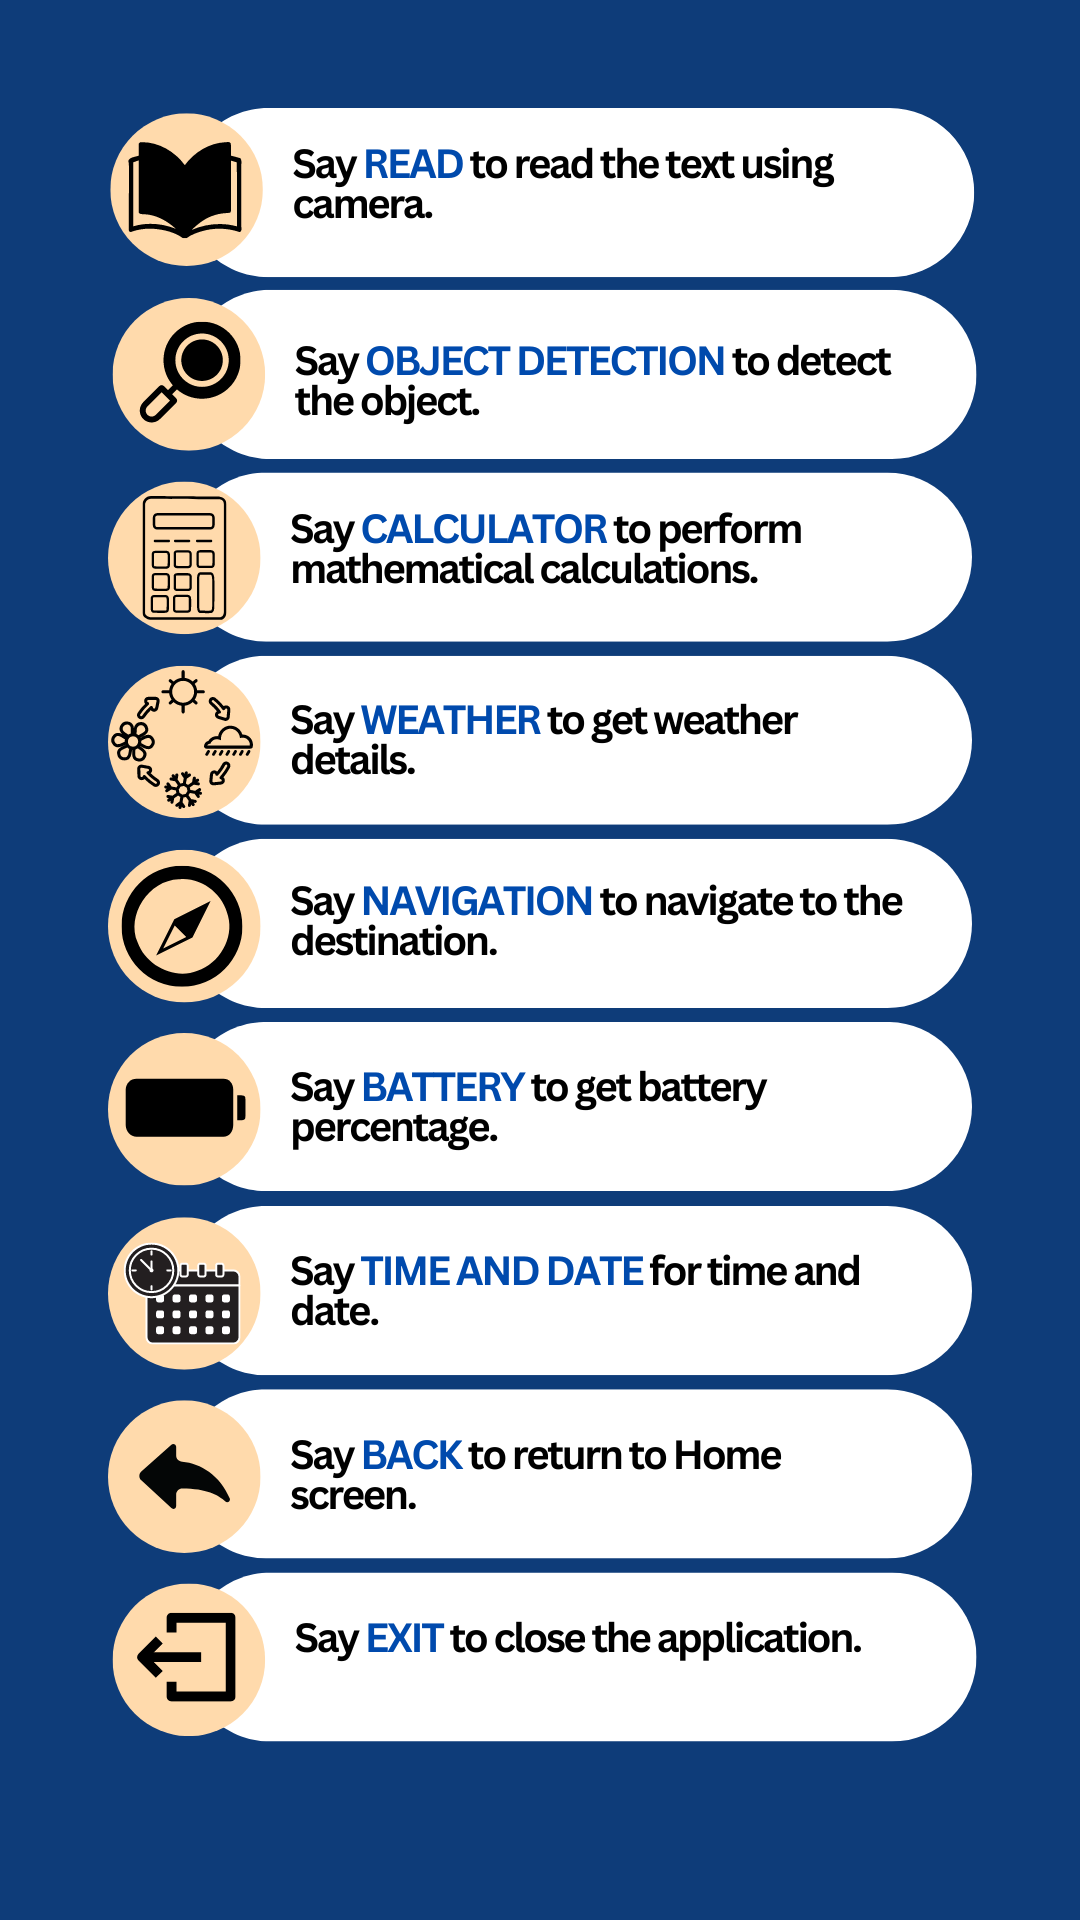 Say READ to read the text using
camera.
Say OBJECT DETECTION to detect
the object.
Say CALCULATOR to perform
mathematical calculations.
Say WEATHER to get weather
details.
Say NAVIGATION to navigate to the
destination.
Say BATTERY to get battery
percentage.
Say TIME AND DATE for time and
date.
Say BACK to return to Home
screen.
Say EXIT to close the application.